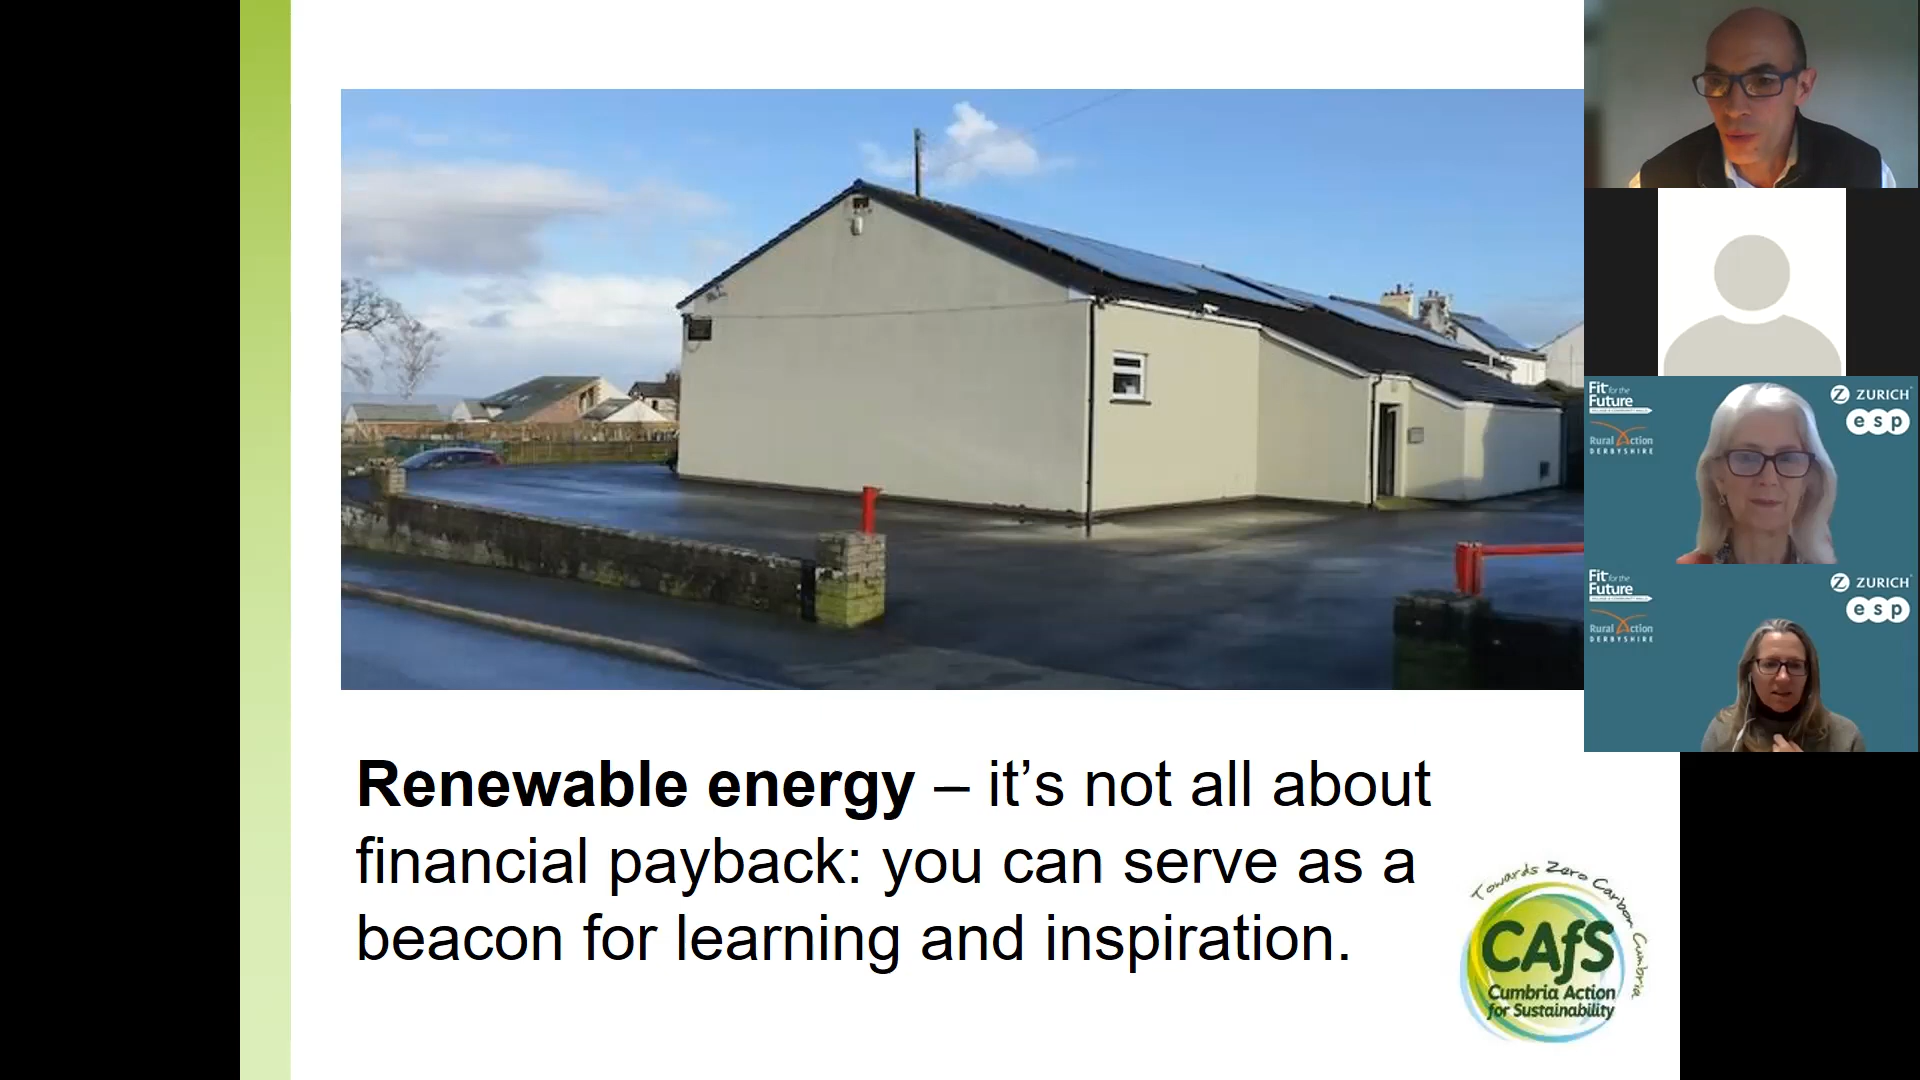 Renewable energy – it’s not all about
financial payback: you can serve as a
beacon for learning and inspiration.
Towards Zero Carbon Cumbria
CAfS
Cumbria Action
for Sustainability
Fit for the
Future
ZURICH
esp
Rural Action
DERBYSHIRE
Fit for the
Future
ZURICH
esp
Rural Action
DERBYSHIRE